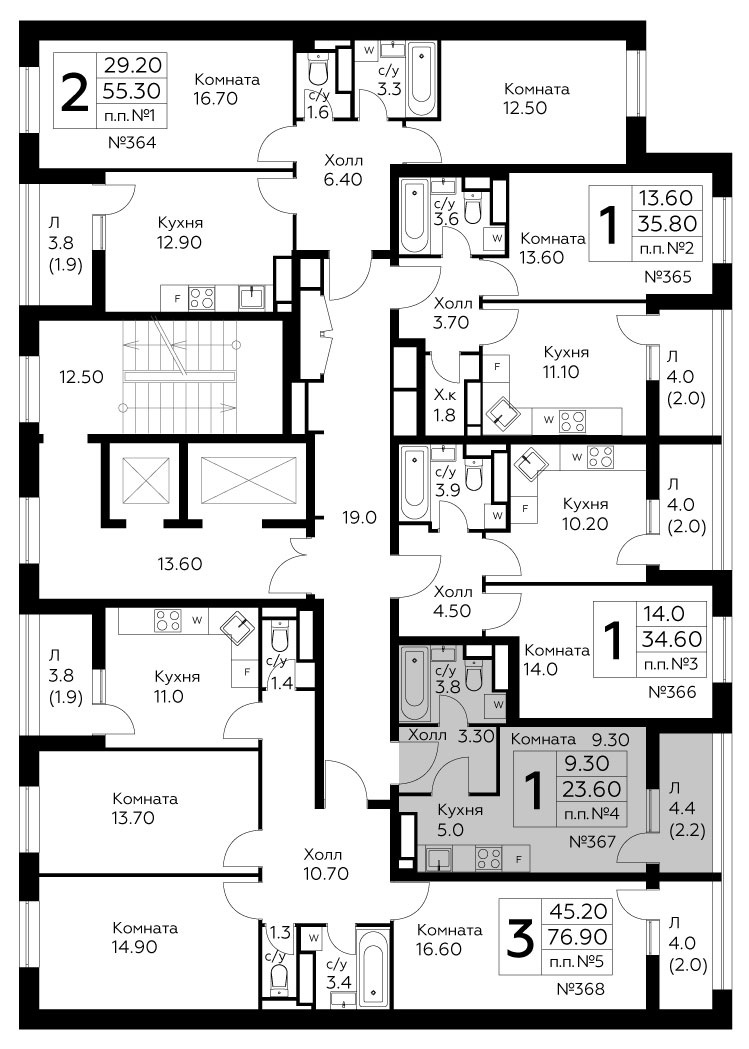 2
29.20
55.30
п.п.№1
№364
Комната
16.70
с/у
1.6
W
с/у
3.3
Комната
12.50
Холл
6.40
Л
3.8
(1.9)
Кухня
12.90
F
с/у
3.6
W
Комната
13.60
1
13.60
35.80
п.п.№2
№365
Холл
3.70
12.50
Х.к
1.8
F
Кухня
11.10
W
Л
4.0
(2.0)
с/у
3.9
W
F
W
Кухня
10.20
Л
4.0
(2.0)
19.0
13.60
Холл
4.50
Комната
14.0
1
14.0
34.60
п.п.№3
№366
Л
3.8
(1.9)
W
F
Кухня
11.0
с/у
1.4
с/у
3.8
W
Холл 3.30
Комната 9.30
1
9.30
23.60
п.п.№4
№367
Кухня
5.0
F
Л
4.4
(2.2)
Комната
13.70
Холл
10.70
Комната
14.90
1.3
с/у
W
с/у
3.4
Комната
16.60
3
45.20
76.90
п.п.№5
№368
Л
4.0
(2.0)